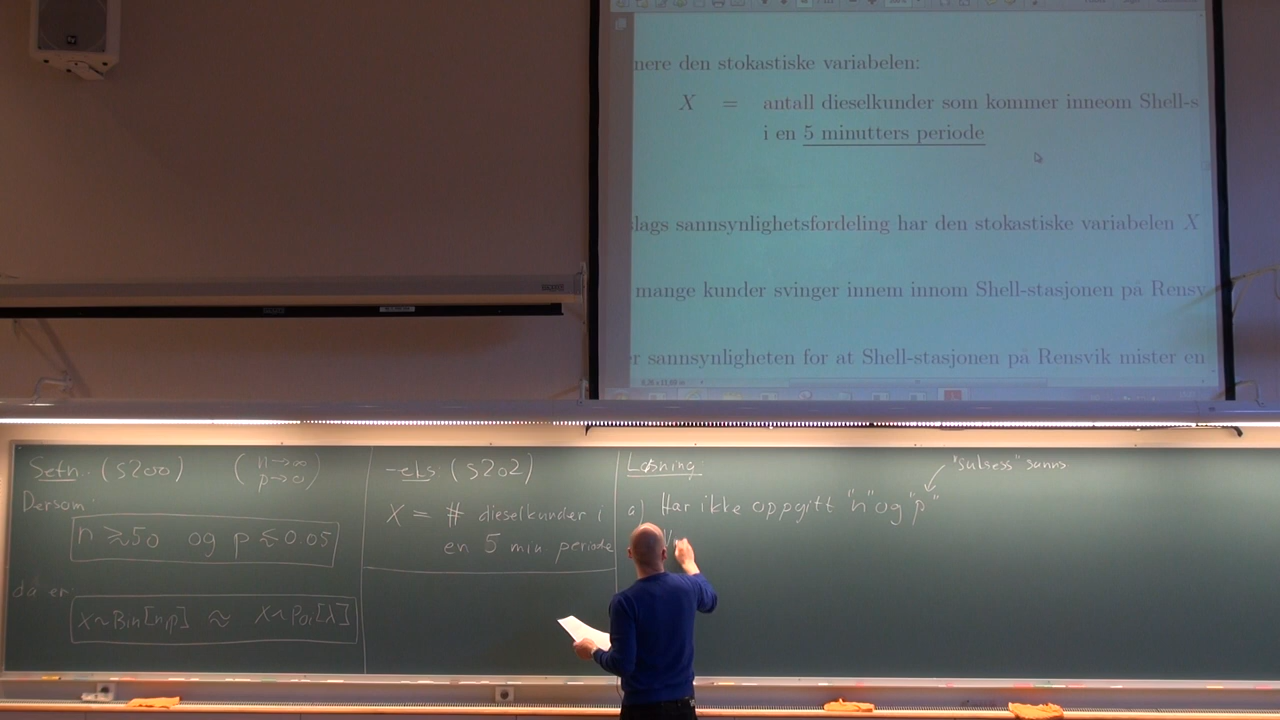 nere den stokastiske variabelen:
X = antall dieselkunder som kommer inneom Shell-s
i en 5 minutters periode
slags sannsynlighetsfordeling har den stokastiske variabelen X
mange kunder svinger innem innom Shell-stasjonen på Rensv
er sannsynligheten for at Shell-stasjonen på Rensvik mister en
Setn.: (s200) (n→∞
p→0)
Dersom:
n ≳ 50 og p ≲ 0.05
då er:
X~Bin[n,p] ≈ X~Poi[λ]
-eks: (s202)
X = # dieselkunder i
en 5 min periode
Løsning
"suksess" sanns
a) Har ikke oppgitt "n" og "p"